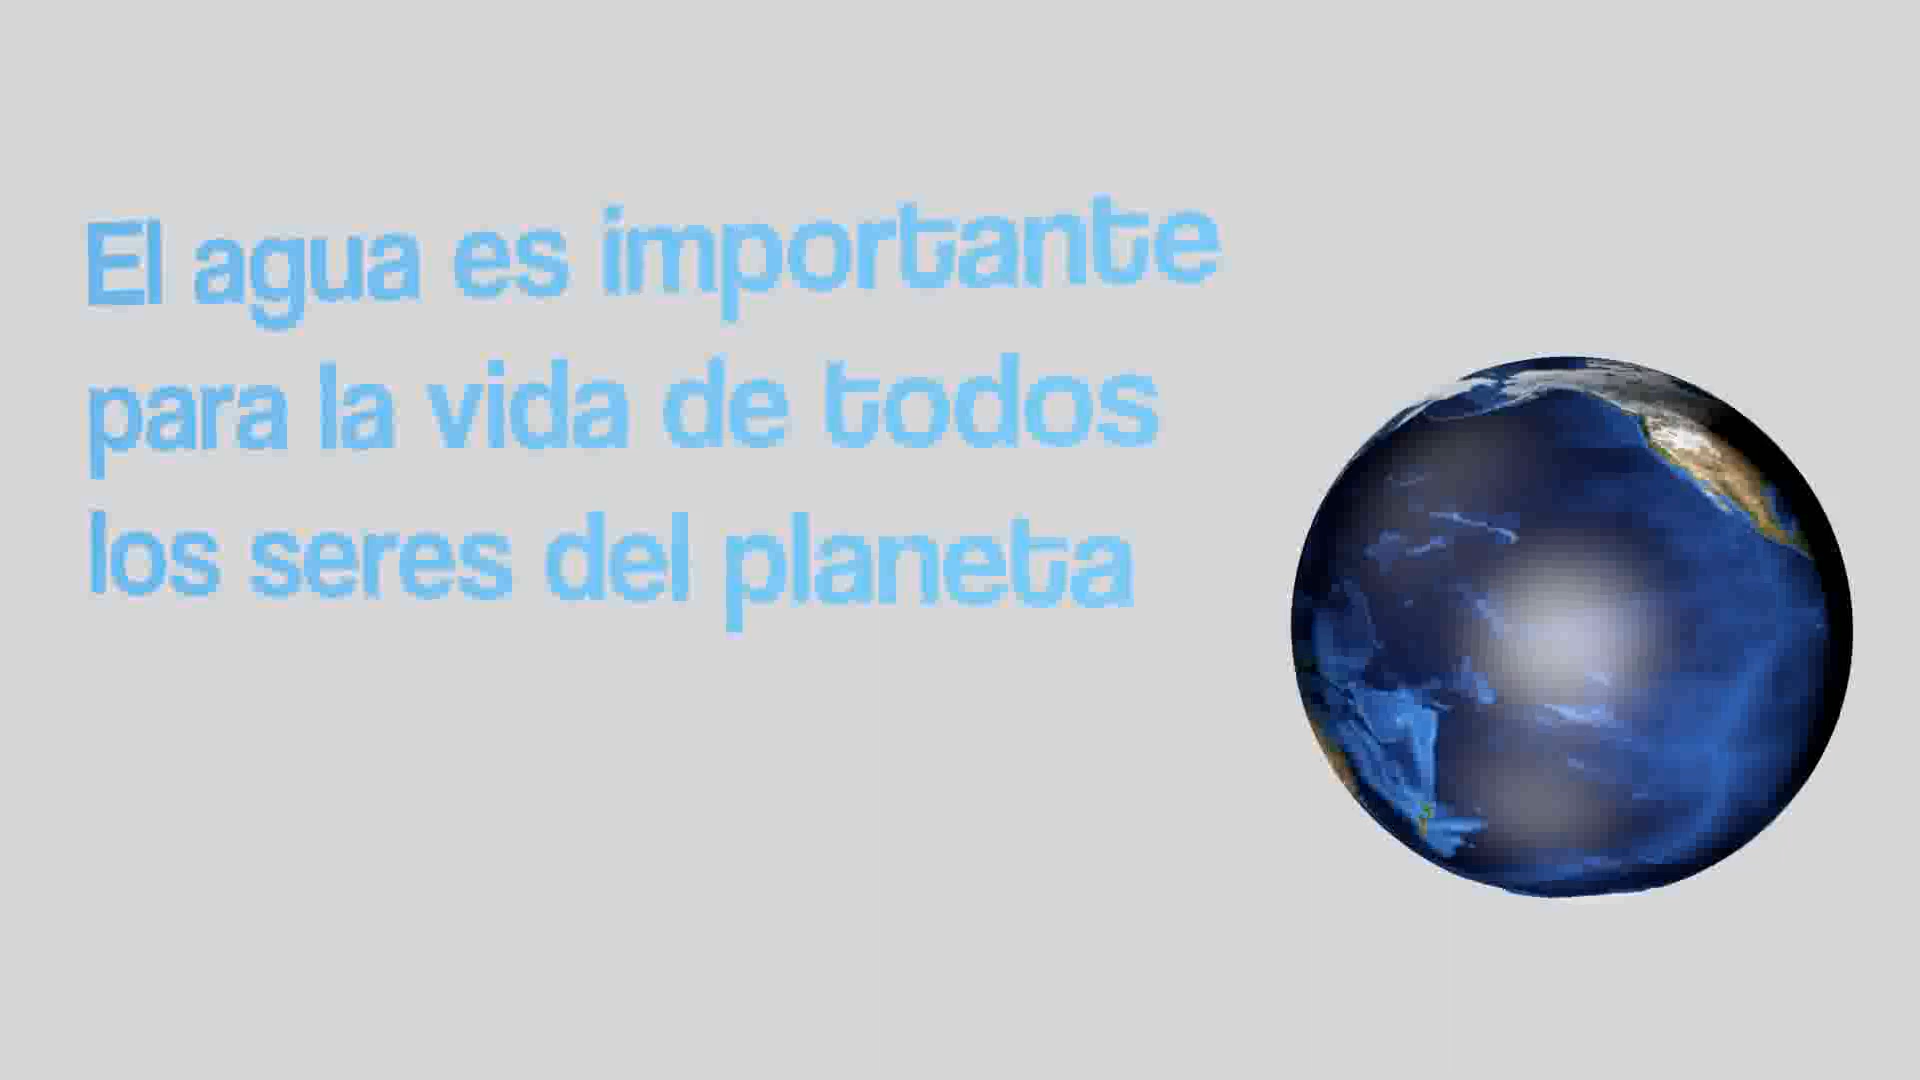 El agua es importante
para la vida de todos
los seres del planeta